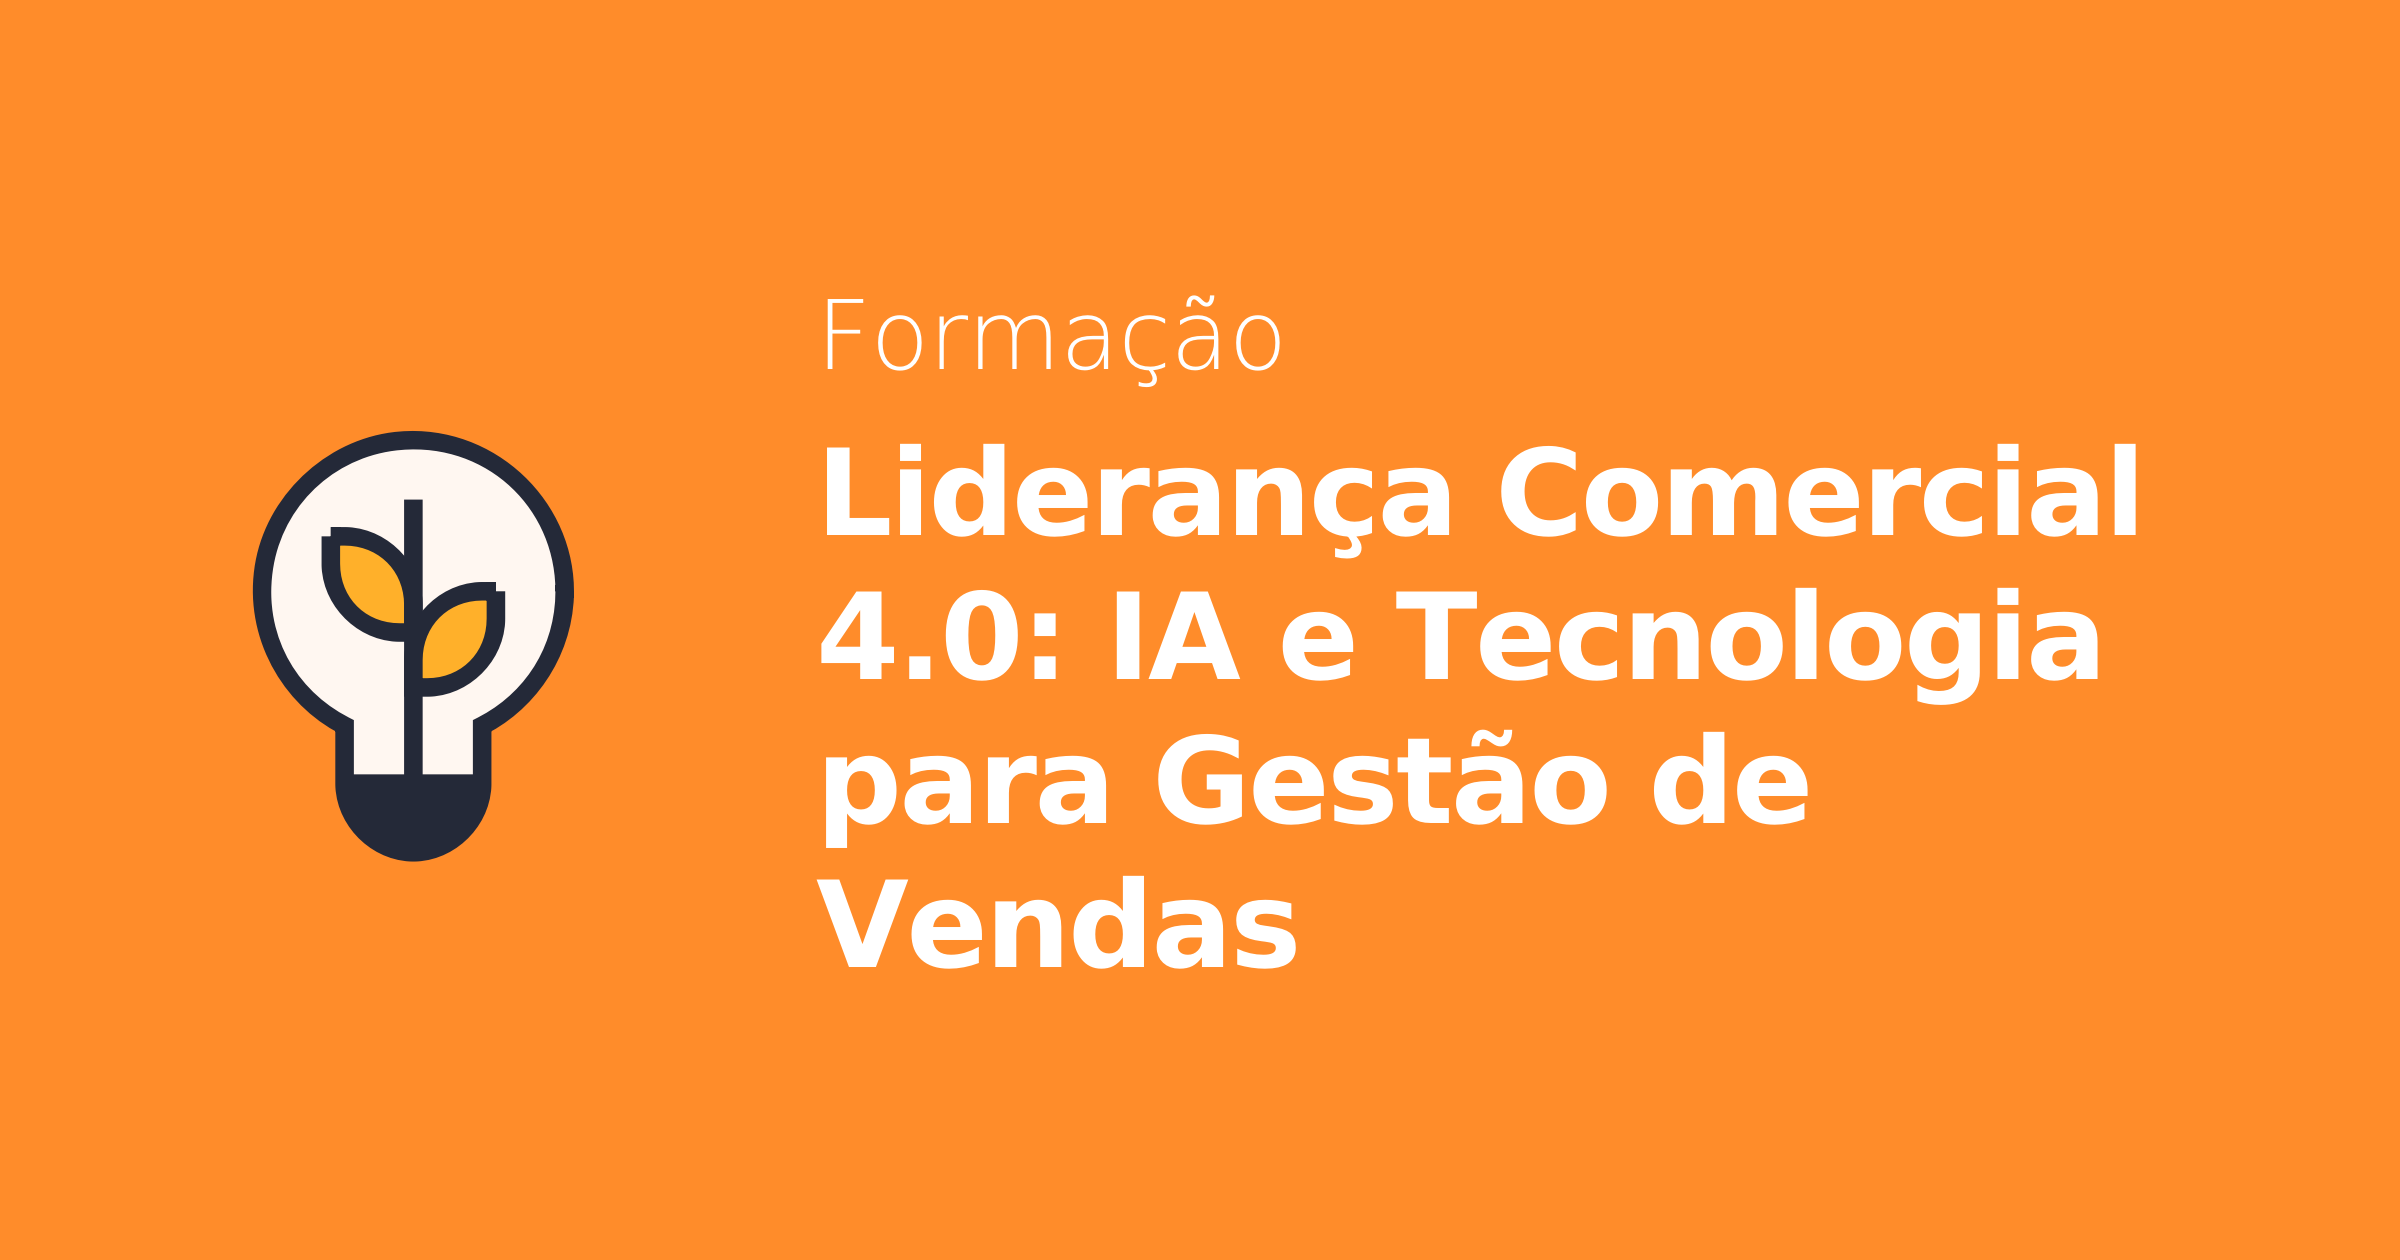 Formação
Liderança Comercial
4.0: IA e Tecnologia
para Gestão de
Vendas